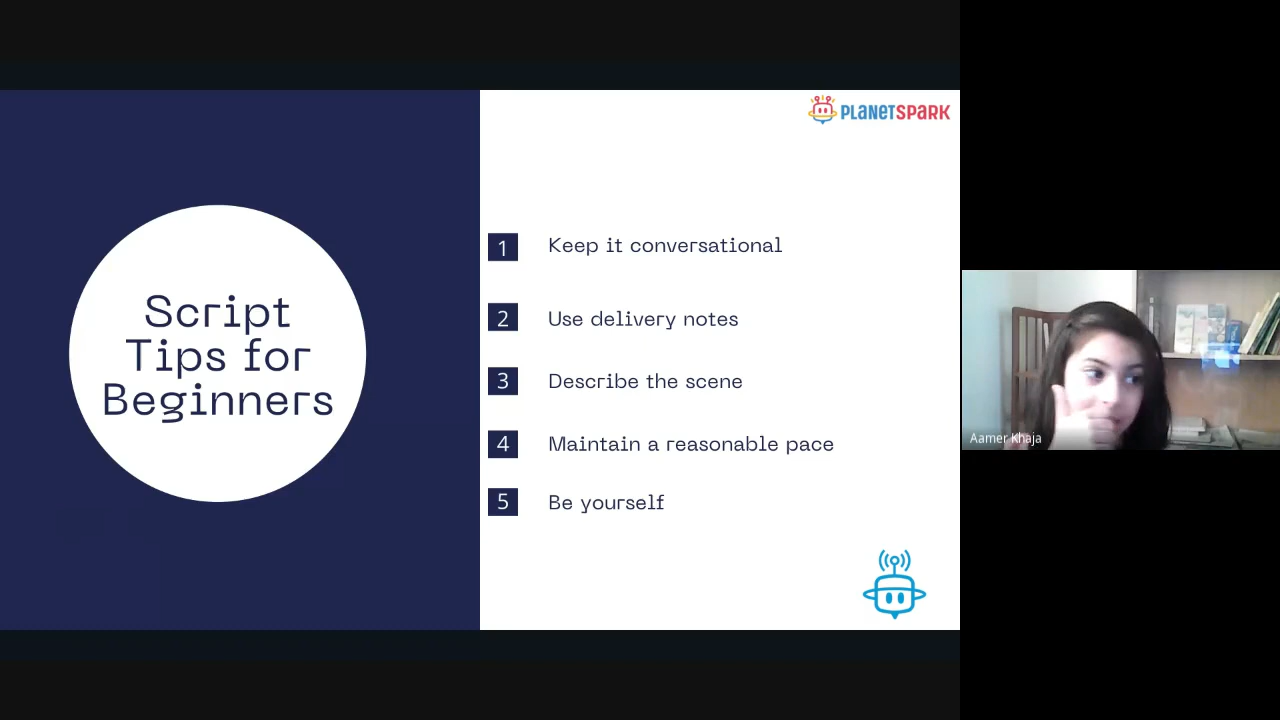 PLANETSPARK
Script
Tips for
Beginners
1 Keep it conversational
2 Use delivery notes
3 Describe the scene
4 Maintain a reasonable pace
5 Be yourself
Aamer Khaja